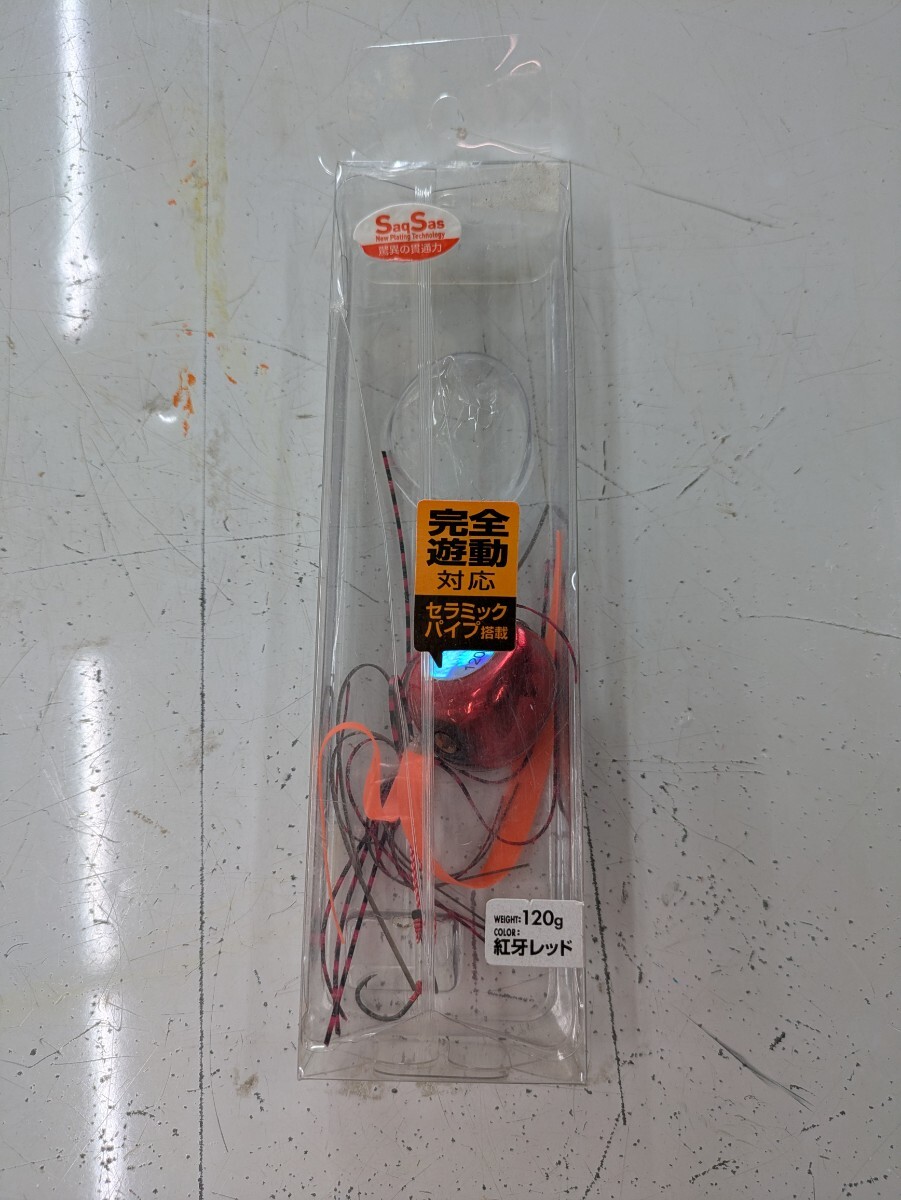 SaqSas
New Plating Technology
驚異の貫通力
完全
遊動
対応
セラミック
パイプ搭載
120
WEIGHT: 120g
COLOR:
紅牙レッド